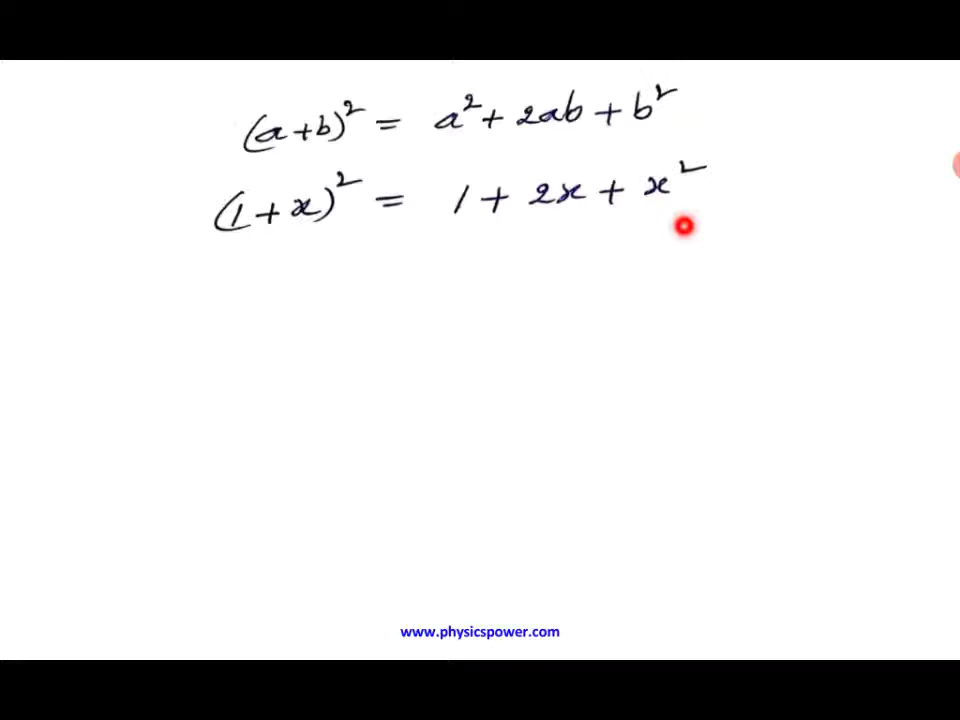 (a+b)² = a² + 2ab + b²
(1+x)² = 1 + 2x + x²
www.physicspower.com